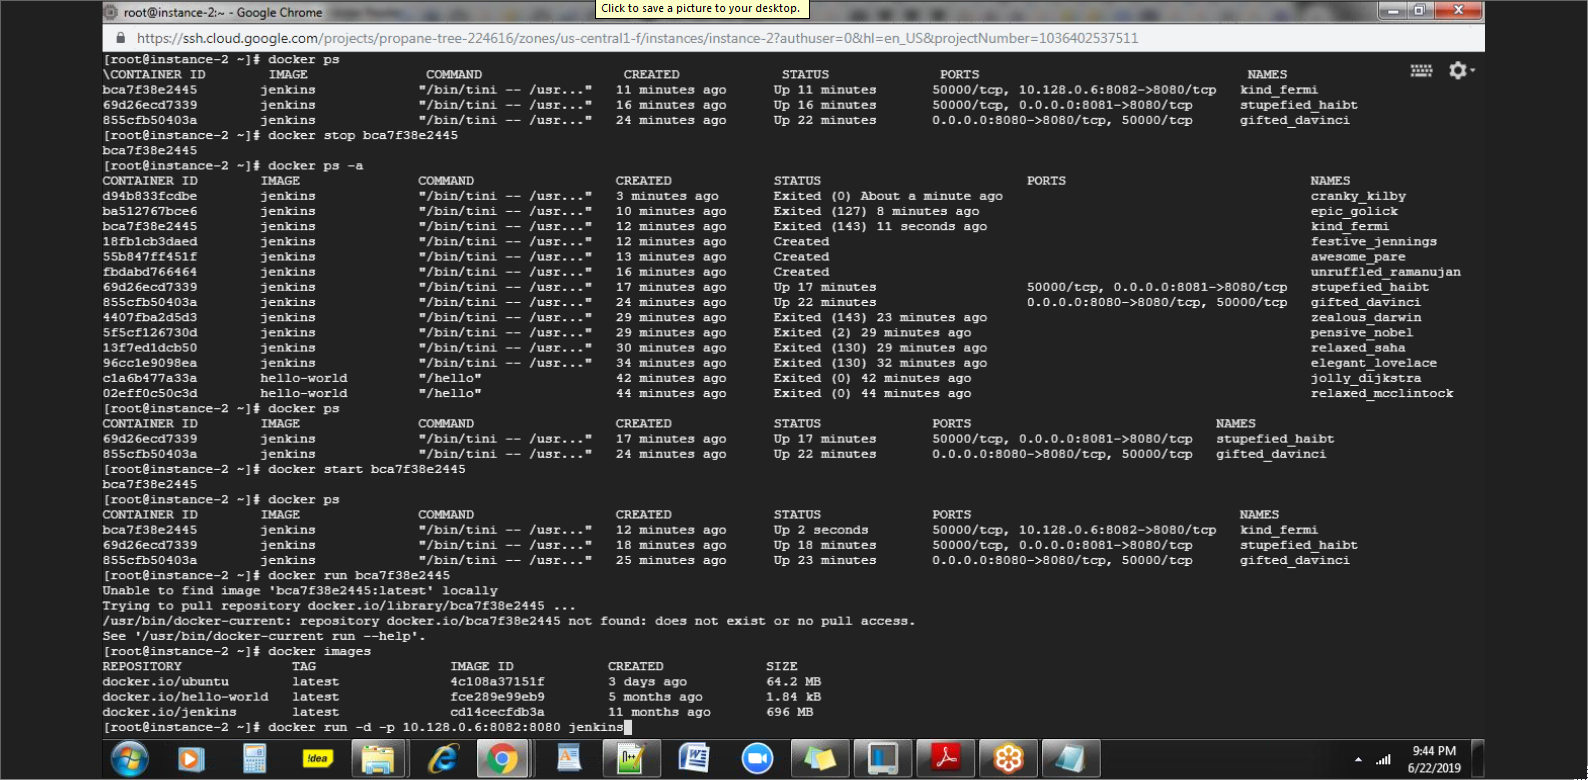 Click to save a picture to your desktop.
root@instance-2:~ - Google Chrome
https://ssh.cloud.google.com/projects/propane-tree-224616/zones/us-central1-f/instances/instance-2?authuser=0&hl=en_US&projectNumber=1036402537511
[root@instance-2 ~]# docker ps
\CONTAINER ID IMAGE COMMAND CREATED STATUS PORTS NAMES
bca7f38e2445 jenkins "/bin/tini -- /usr..." 11 minutes ago Up 11 minutes 50000/tcp, 10.128.0.6:8082->8080/tcp kind_fermi
69d26ecd7339 jenkins "/bin/tini -- /usr..." 16 minutes ago Up 16 minutes 50000/tcp, 0.0.0.0:8081->8080/tcp stupefied_haibt
855cfb50403a jenkins "/bin/tini -- /usr..." 24 minutes ago Up 22 minutes 0.0.0.0:8080->8080/tcp, 50000/tcp gifted_davinci
[root@instance-2 ~]# docker stop bca7f38e2445
bca7f38e2445
[root@instance-2 ~]# docker ps -a
CONTAINER ID IMAGE COMMAND CREATED STATUS PORTS NAMES
d94b833fcdbe jenkins "/bin/tini -- /usr..." 3 minutes ago Exited (0) About a minute ago cranky_kilby
ba512767bce6 jenkins "/bin/tini -- /usr..." 10 minutes ago Exited (127) 8 minutes ago epic_golick
bca7f38e2445 jenkins "/bin/tini -- /usr..." 12 minutes ago Exited (143) 11 seconds ago kind_fermi
18fb1cb3daed jenkins "/bin/tini -- /usr..." 12 minutes ago Created festive_jennings
55b847ff451f jenkins "/bin/tini -- /usr..." 13 minutes ago Created awesome_pare
fbdabd766464 jenkins "/bin/tini -- /usr..." 16 minutes ago Created unruffled_ramanujan
69d26ecd7339 jenkins "/bin/tini -- /usr..." 17 minutes ago Up 17 minutes 50000/tcp, 0.0.0.0:8081->8080/tcp stupefied_haibt
855cfb50403a jenkins "/bin/tini -- /usr..." 24 minutes ago Up 22 minutes 0.0.0.0:8080->8080/tcp, 50000/tcp gifted_davinci
4407fba2d5d3 jenkins "/bin/tini -- /usr..." 29 minutes ago Exited (143) 23 minutes ago zealous_darwin
5f5cf126730d jenkins "/bin/tini -- /usr..." 29 minutes ago Exited (2) 29 minutes ago pensive_nobel
13f7ed1dcb50 jenkins "/bin/tini -- /usr..." 30 minutes ago Exited (130) 29 minutes ago relaxed_saha
96cc1e9098ea jenkins "/bin/tini -- /usr..." 34 minutes ago Exited (130) 32 minutes ago elegant_lovelace
c1a6b477a33a hello-world "/hello" 42 minutes ago Exited (0) 42 minutes ago jolly_dijkstra
02eff0c50c3d hello-world "/hello" 44 minutes ago Exited (0) 44 minutes ago relaxed_mcclintock
[root@instance-2 ~]# docker ps
CONTAINER ID IMAGE COMMAND CREATED STATUS PORTS NAMES
69d26ecd7339 jenkins "/bin/tini -- /usr..." 17 minutes ago Up 17 minutes 50000/tcp, 0.0.0.0:8081->8080/tcp stupefied_haibt
855cfb50403a jenkins "/bin/tini -- /usr..." 24 minutes ago Up 22 minutes 0.0.0.0:8080->8080/tcp, 50000/tcp gifted_davinci
[root@instance-2 ~]# docker start bca7f38e2445
bca7f38e2445
[root@instance-2 ~]# docker ps
CONTAINER ID IMAGE COMMAND CREATED STATUS PORTS NAMES
bca7f38e2445 jenkins "/bin/tini -- /usr..." 12 minutes ago Up 2 seconds 50000/tcp, 10.128.0.6:8082->8080/tcp kind_fermi
69d26ecd7339 jenkins "/bin/tini -- /usr..." 18 minutes ago Up 18 minutes 50000/tcp, 0.0.0.0:8081->8080/tcp stupefied_haibt
855cfb50403a jenkins "/bin/tini -- /usr..." 25 minutes ago Up 23 minutes 0.0.0.0:8080->8080/tcp, 50000/tcp gifted_davinci
[root@instance-2 ~]# docker run bca7f38e2445
Unable to find image 'bca7f38e2445:latest' locally
Trying to pull repository docker.io/library/bca7f38e2445 ...
/usr/bin/docker-current: repository docker.io/bca7f38e2445 not found: does not exist or no pull access.
See '/usr/bin/docker-current run --help'.
[root@instance-2 ~]# docker images
REPOSITORY TAG IMAGE ID CREATED SIZE
docker.io/ubuntu latest 4c108a37151f 3 days ago 64.2 MB
docker.io/hello-world latest fce289e99eb9 5 months ago 1.84 kB
docker.io/jenkins latest cd14cecfdb3a 11 months ago 696 MB
[root@instance-2 ~]# docker run -d -p 10.128.0.6:8082:8080 jenkins
!dea
9:44 PM
6/22/2019